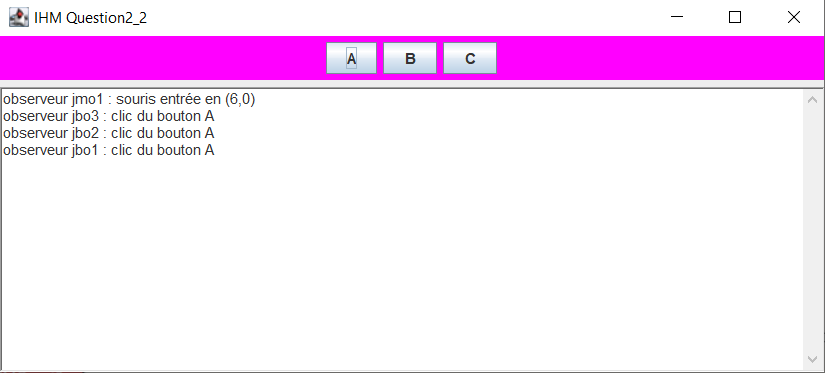 IHM Question2_2
A B C
observeur jmo1 : souris entrée en (6,0)
observeur jbo3 : clic du bouton A
observeur jbo2 : clic du bouton A
observeur jbo1 : clic du bouton A